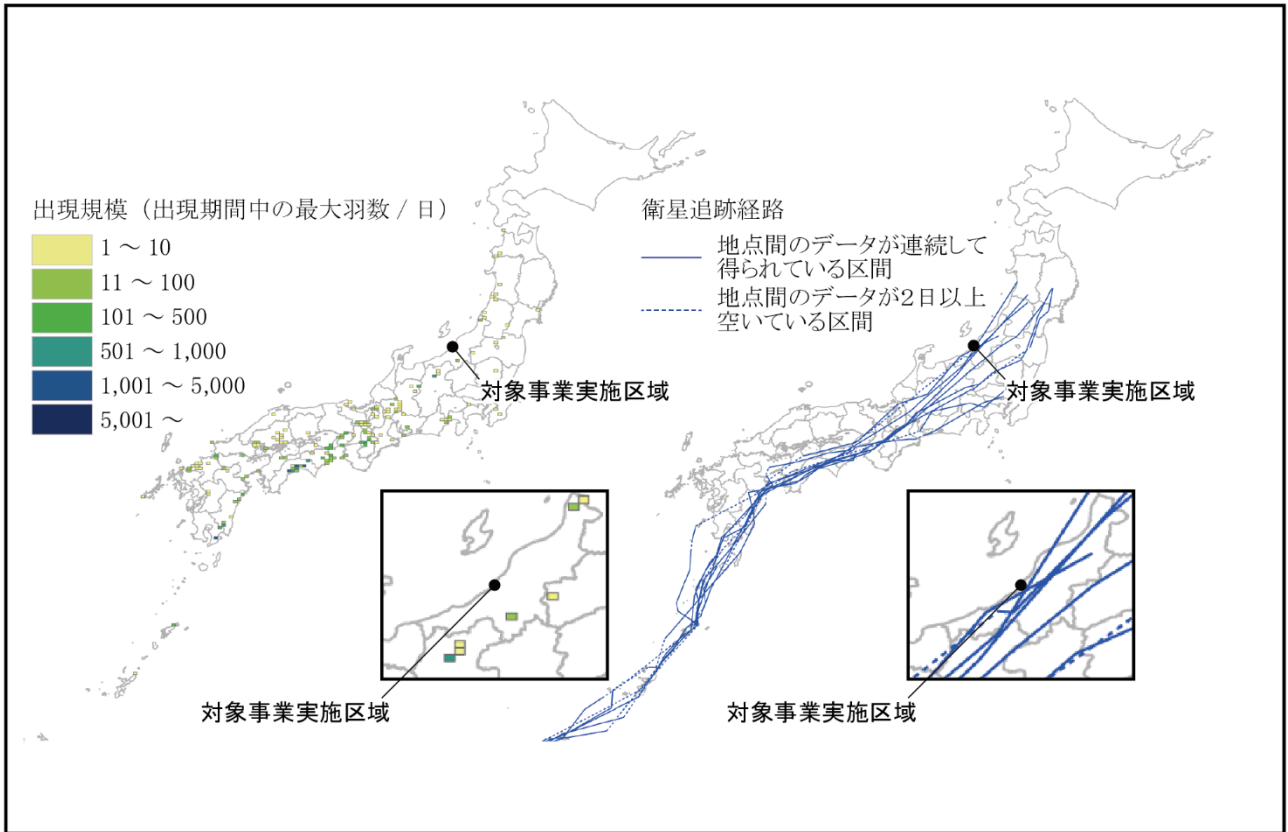 出現規模（出現期間中の最大羽数 / 日）
1 ～ 10
11 ～ 100
101 ～ 500
501 ～ 1,000
1,001 ～ 5,000
5,001 ～
対象事業実施区域
対象事業実施区域
衛星追跡経路
地点間のデータが連続して
得られている区間
地点間のデータが2日以上
空いている区間
対象事業実施区域
対象事業実施区域